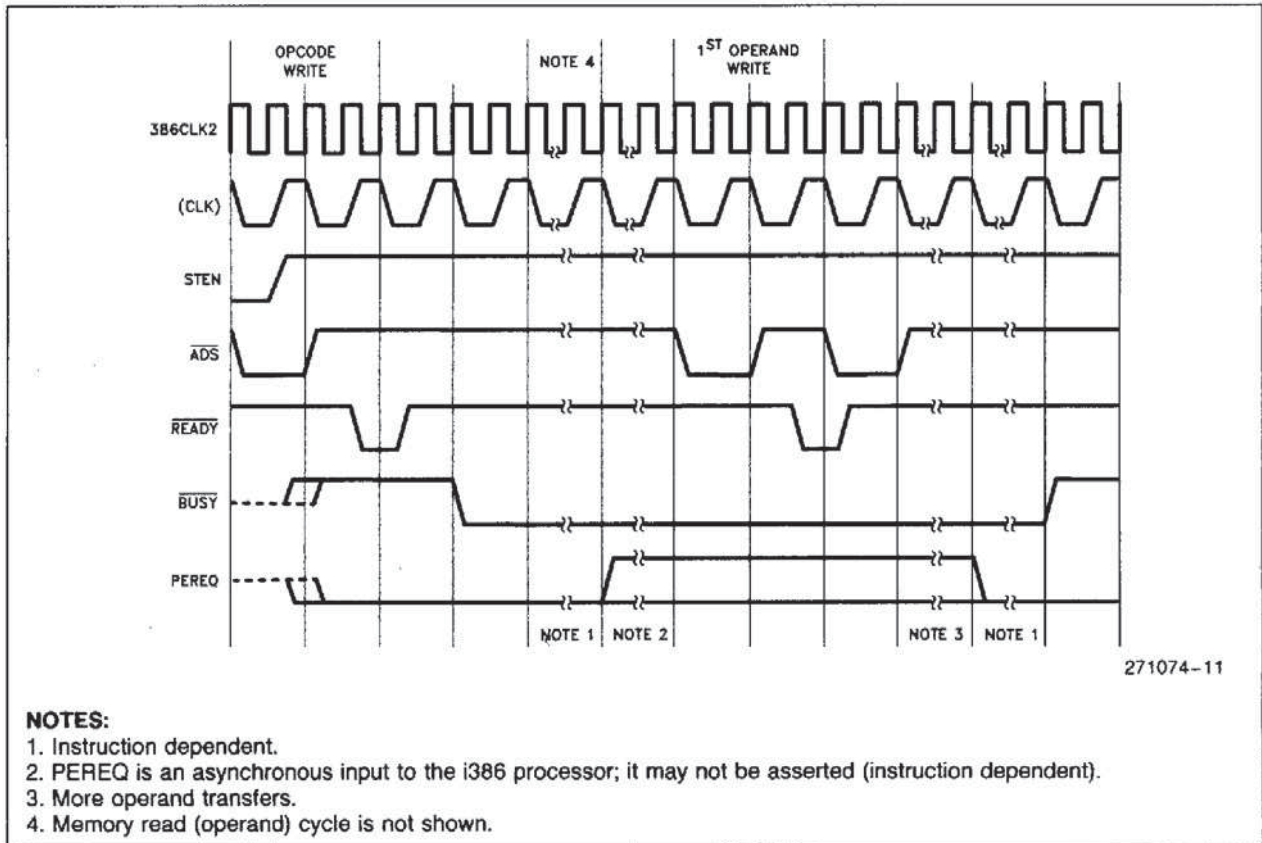 OPCODE
WRITE
NOTE 4
1ST OPERAND
WRITE
386CLK2
(CLK)
STEN
ADS
READY
BUSY
PEREQ
NOTE 1
NOTE 2
NOTE 3
NOTE 1
271074-11
NOTES:
1. Instruction dependent.
2. PEREQ is an asynchronous input to the i386 processor; it may not be asserted (instruction dependent).
3. More operand transfers.
4. Memory read (operand) cycle is not shown.